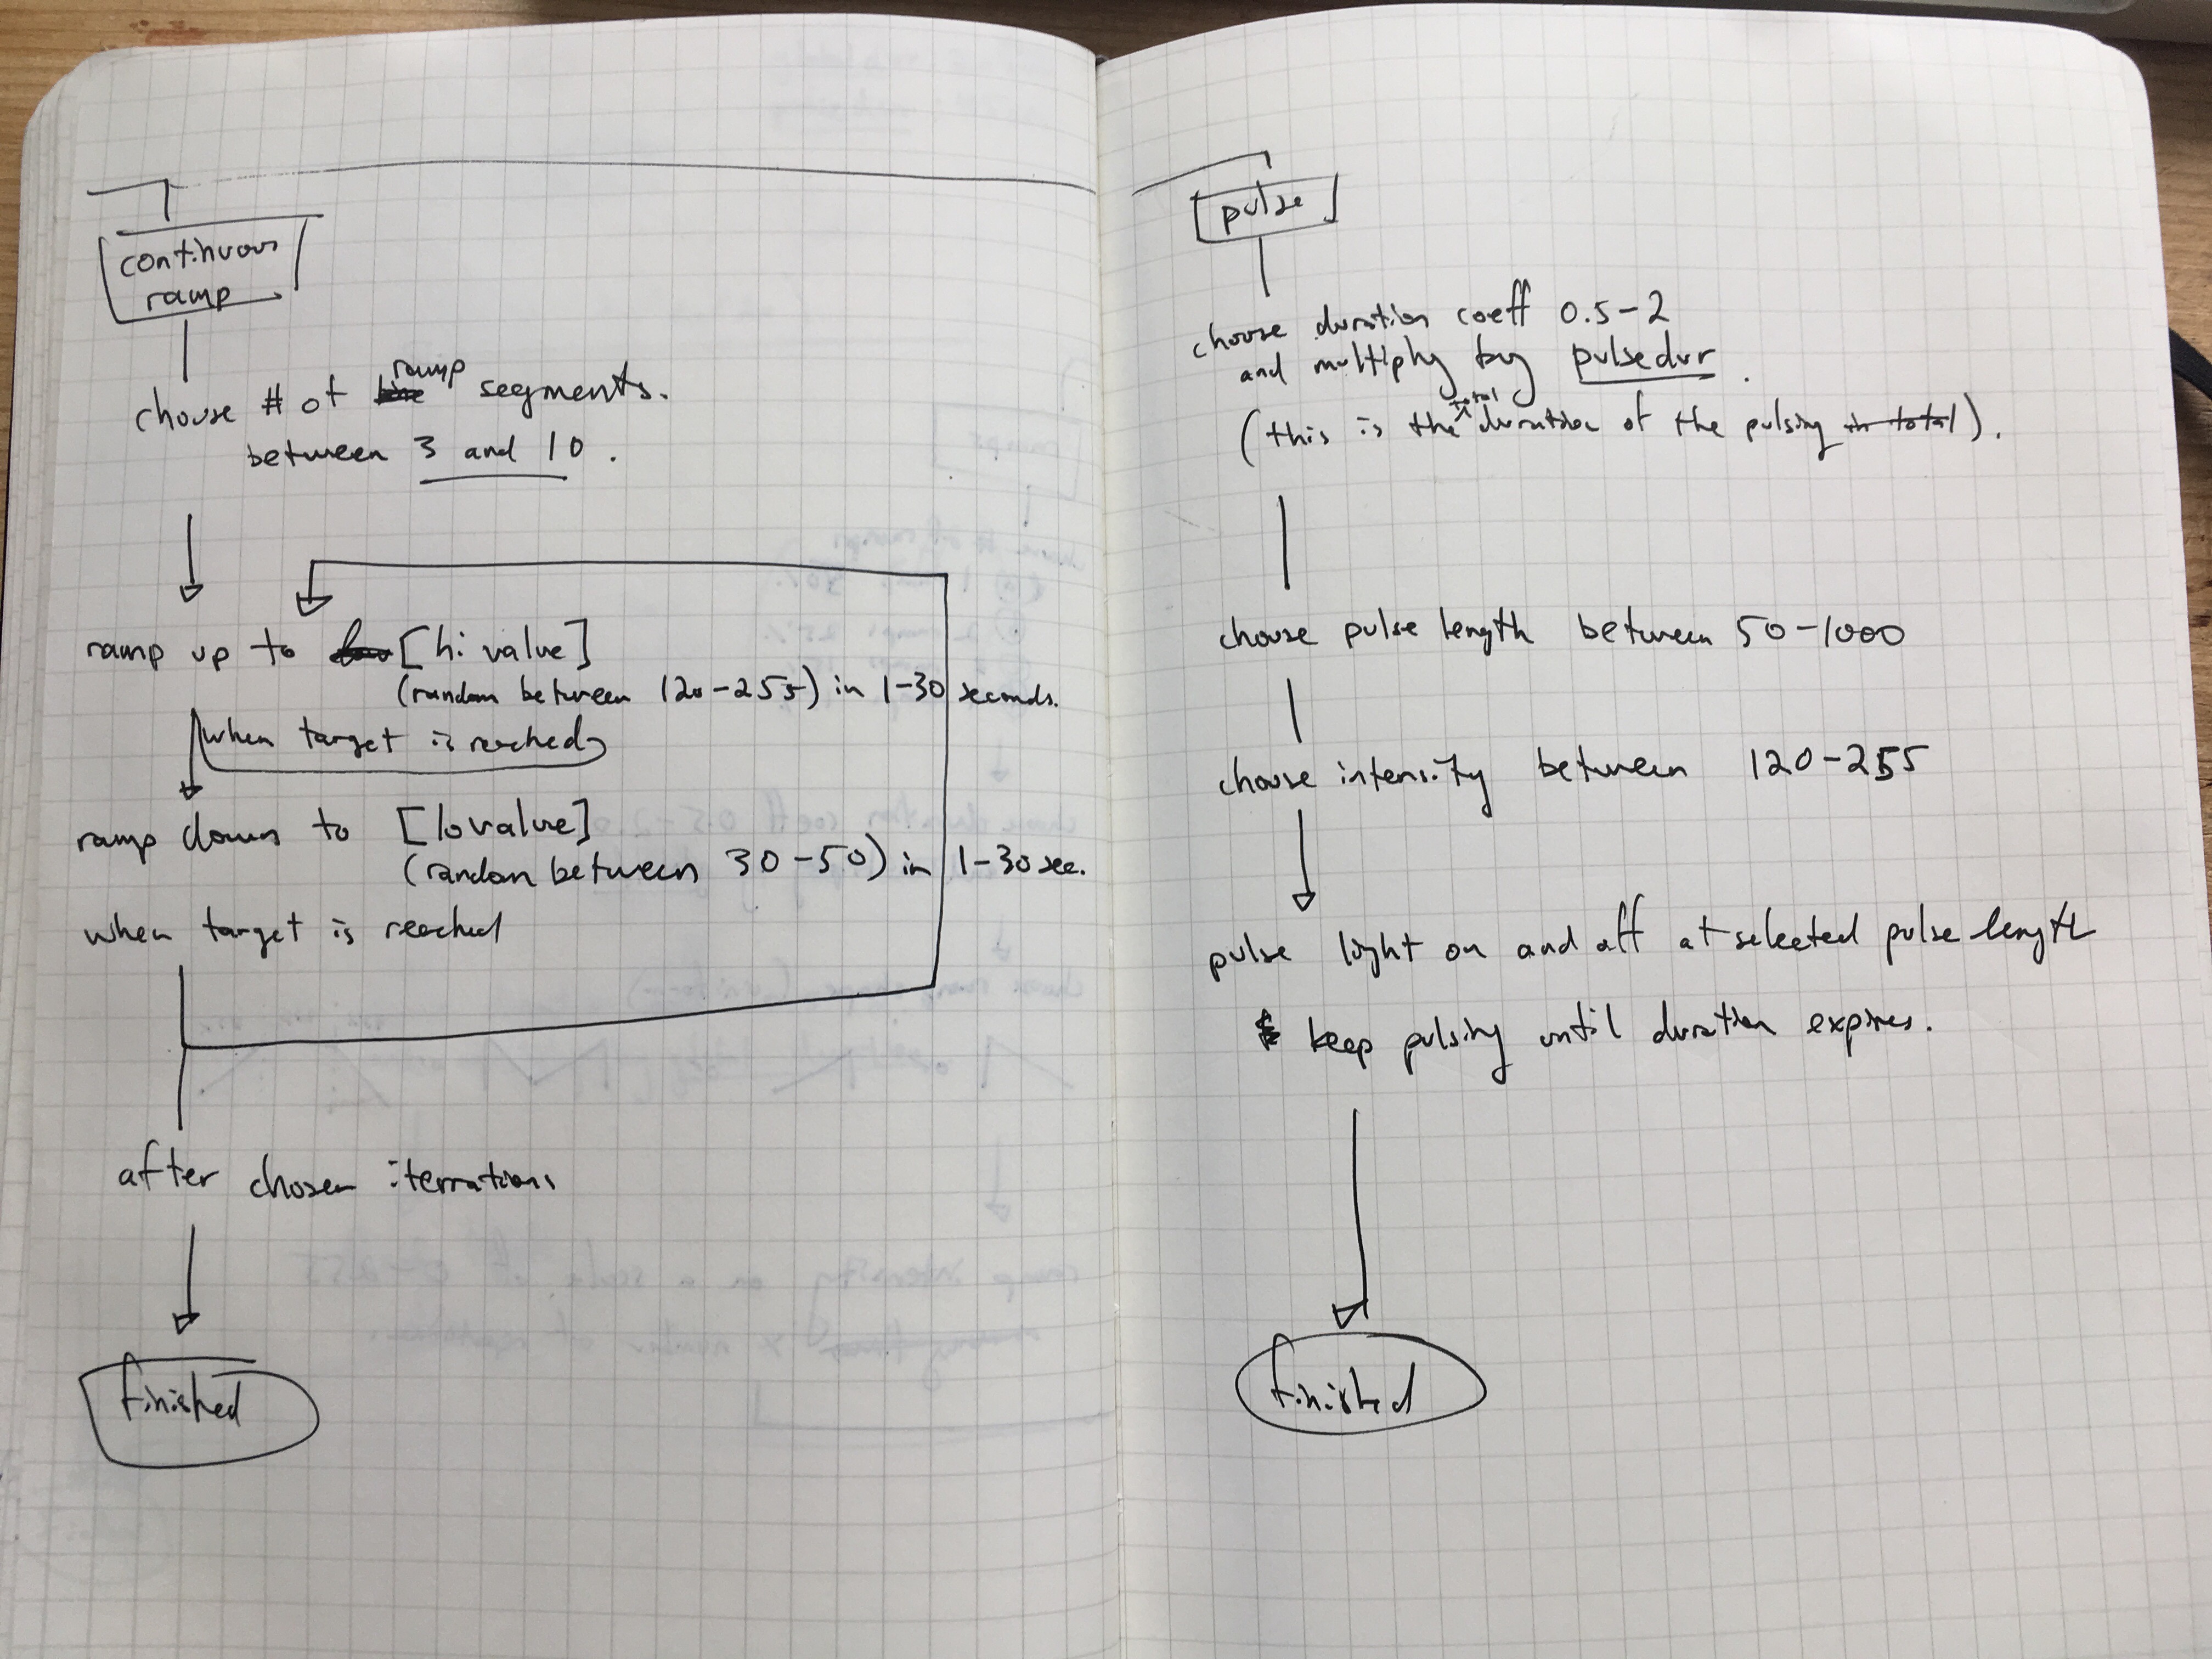 continuous
ramp
choose # of ramp segments.
between 3 and 10.
ramp up to [hi value]
(random between 120-255) in 1-30 seconds.
when target is reached
ramp down to [lovalue]
(random between 30-50) in 1-30 sec.
when target is reached
after chosen iterrations
finished
pulse
choose duration coeff 0.5-2
and multiply by pulsedur.
(this is the total duration of the pulsing in total).
choose pulse length between 50-1000
choose intensity between 120-255
pulse light on and off at selected pulse length
keep pulsing until duration expires.
finished